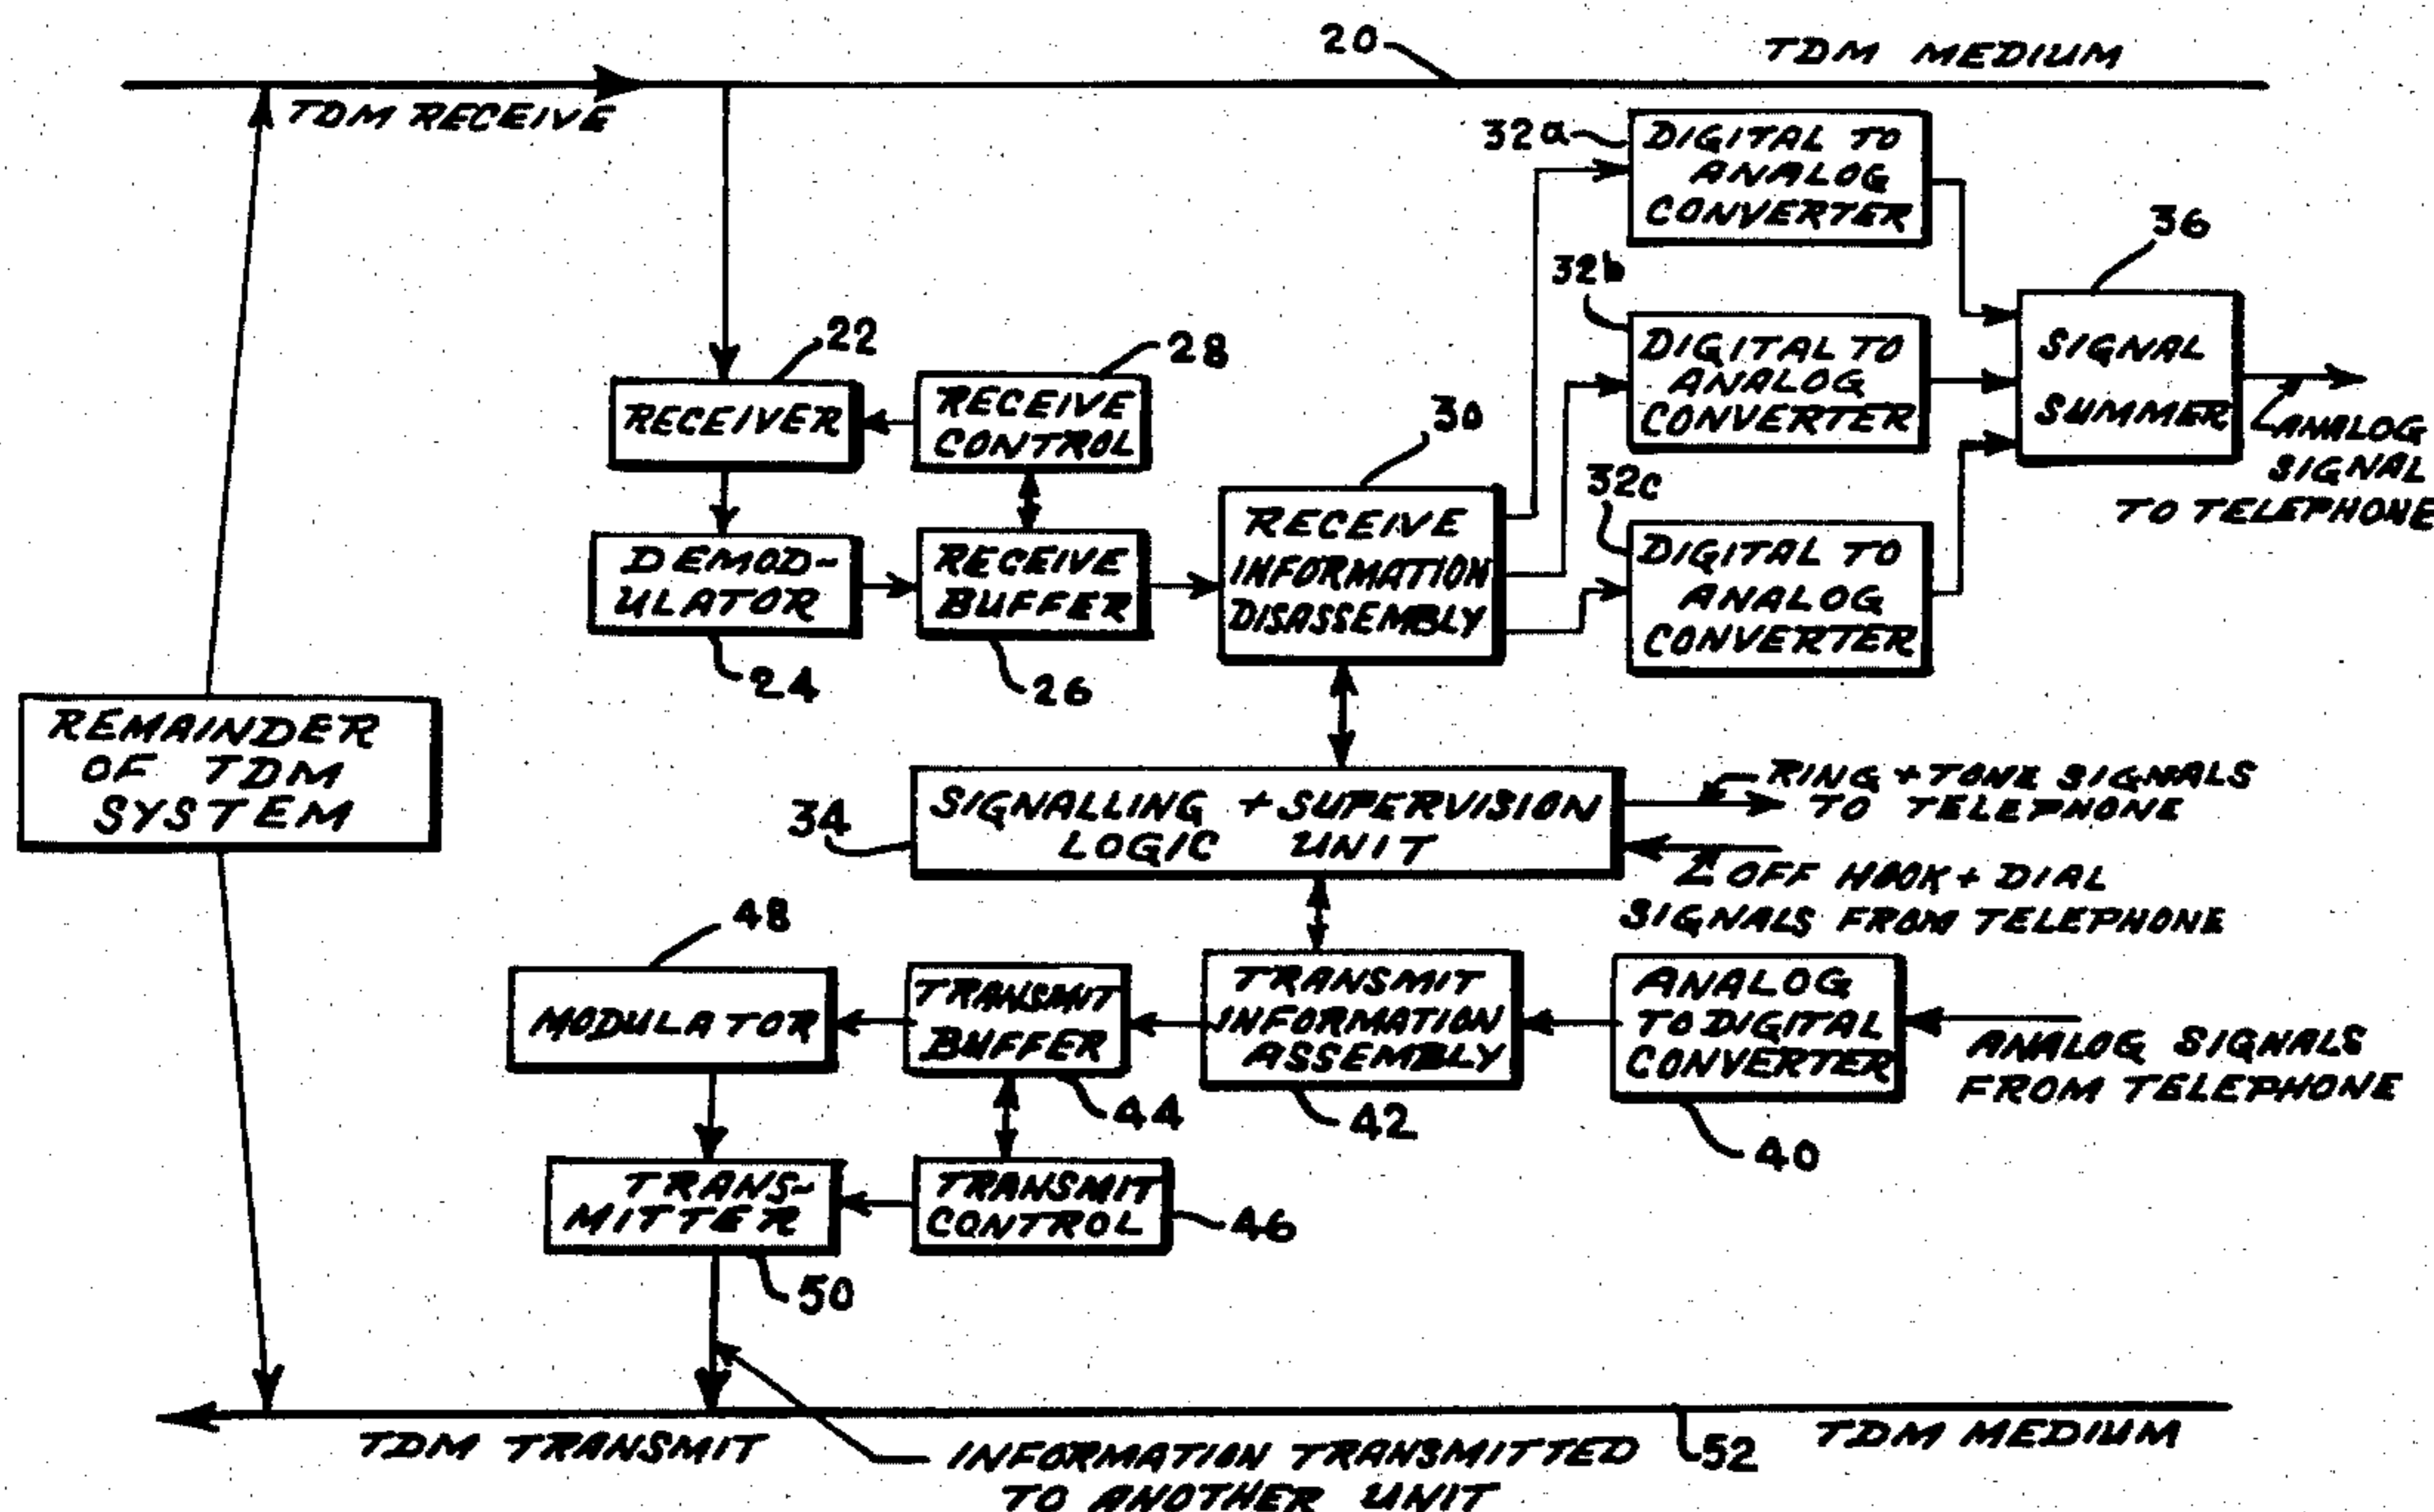 20
TDM MEDIUM
TDM RECEIVE
32a
DIGITAL TO
ANALOG
CONVERTER
36
32b
22
28
DIGITAL TO
ANALOG
CONVERTER
SIGNAL
SUMMER
RECEIVER
RECEIVE
CONTROL
30
ANALOG
SIGNAL
TO TELEPHONE
32c
DEMOD-
ULATOR
RECEIVE
BUFFER
RECEIVE
INFORMATION
DISASSEMBLY
DIGITAL TO
ANALOG
CONVERTER
24
26
REMAINDER
OF TDM
SYSTEM
34
SIGNALLING + SUPERVISION
LOGIC UNIT
RING + TONE SIGNALS
TO TELEPHONE
OFF HOOK + DIAL
SIGNALS FROM TELEPHONE
48
MODULATOR
TRANSMIT
BUFFER
TRANSMIT
INFORMATION
ASSEMBLY
ANALOG
TO DIGITAL
CONVERTER
ANALOG SIGNALS
FROM TELEPHONE
44
42
40
TRANS-
MITTER
TRANSMIT
CONTROL
46
50
TDM TRANSMIT
INFORMATION TRANSMITTED
TO ANOTHER UNIT
52
TDM MEDIUM